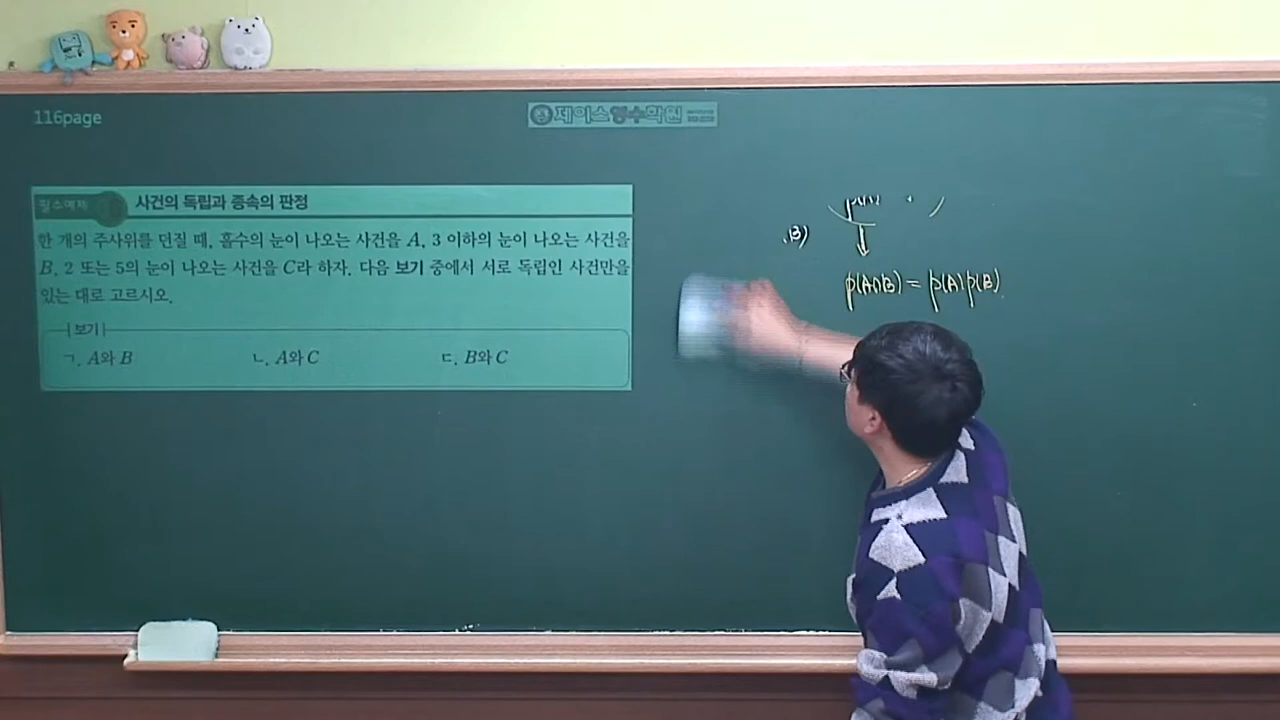 116page
제이스영수학원
필수예제
사건의 독립과 종속의 판정
한 개의 주사위를 던질 때, 홀수의 눈이 나오는 사건을 A, 3 이하의 눈이 나오는 사건을
B, 2 또는 5의 눈이 나오는 사건을 C라 하자. 다음 보기 중에서 서로 독립인 사건만을
있는 대로 고르시오.
보기
ㄱ. A와 B ㄴ. A와 C ㄷ. B와 C
P(A∩B) = P(A)P(B)